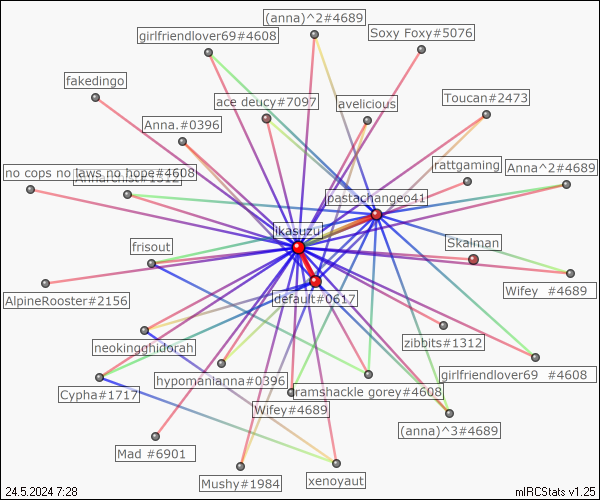 (anna)^2#4689
girlfriendlover69#4608
Soxy Foxy#5076
fakedingo
ace deucy#7097
avelicious
Toucan#2473
Anna.#0396
rattgaming
Anna^2#4689
no cops no laws no hope#4608
pastachangeo41
ikasuzu
frisout
Skalman
AlpineRooster#2156
default#0617
Wifey #4689
neokingghidorah
zibbits#1312
hypomanianna#0396
girlfriendlover69 #4608
Cypha#1717
ramshackle gorey#4608
Wifey#4689
(anna)^3#4689
Mad #6901
Mushy#1984
xenoyaut
24.5.2024 7:28
mIRCStats v1.25